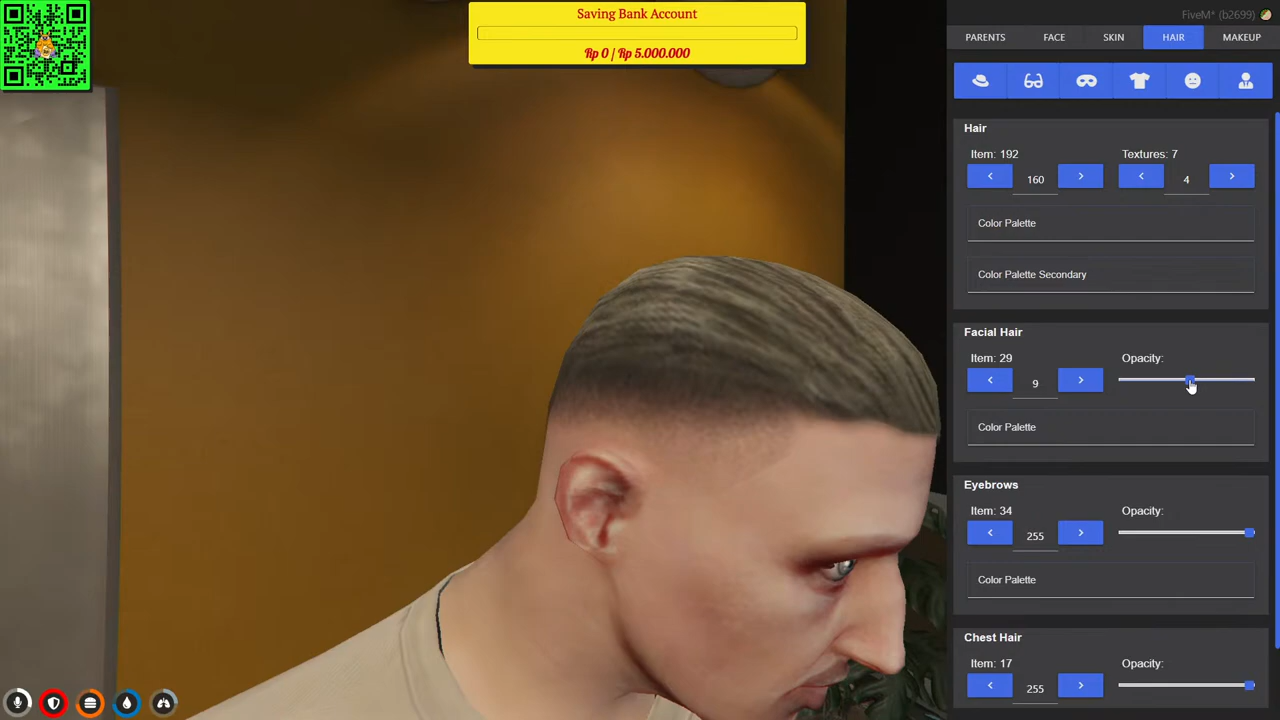 Saving Bank Account
Rp 0 / Rp 5.000.000
FiveM* (b2699)
PARENTS FACE SKIN HAIR MAKEUP
Hair
Item: 192 Textures: 7
160 4
Color Palette
Color Palette Secondary
Facial Hair
Item: 29 Opacity:
9
Color Palette
Eyebrows
Item: 34 Opacity:
255
Color Palette
Chest Hair
Item: 17 Opacity:
255